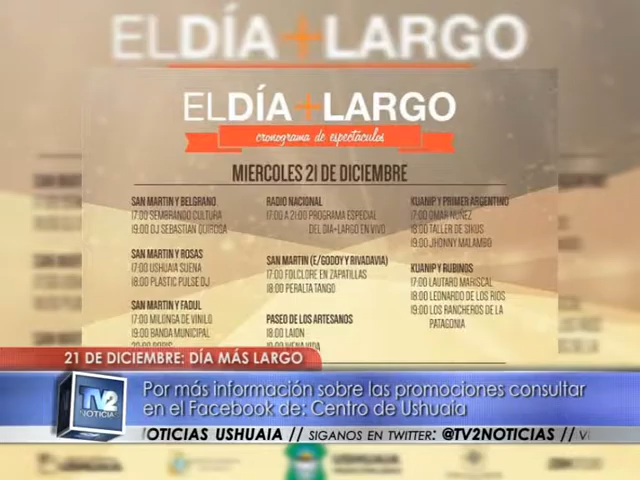 EL DÍA + LARGO
EL DÍA + LARGO
cronograma de espectáculos
MIERCOLES 21 DE DICIEMBRE
SAN MARTIN Y BELGRANO
17:00 SEMBRANDO CULTURA
19:00 DJ SEBASTIAN QUIROGA
SAN MARTIN Y ROSAS
17:00 USHUAIA SUENA
18:00 PLASTIC PULSE DJ
SAN MARTIN Y FADUL
17:00 MILONGA DE VINILO
19:00 BANDA MUNICIPAL
RADIO NACIONAL
17:00 A 21:00 PROGRAMA ESPECIAL
DEL DIA+LARGO EN VIVO
SAN MARTIN (E/GODOY Y RIVADAVIA)
17:00 FOLCLORE EN ZAPATILLAS
18:00 PERALTA TANGO
PASEO DE LOS ARTESANOS
18:00 LAION
KUANIP Y PRIMER ARGENTINO
17:00 OMAR NUÑEZ
18:00 TALLER DE SIKUS
19:00 JHONNY MALAMBO
KUANIP Y RUBINOS
17:00 LAUTARO MARISCAL
18:00 LEONARDO DE LOS RIOS
19:00 LOS RANCHEROS DE LA
PATAGONIA
21 DE DICIEMBRE: DÍA MÁS LARGO
TV2
NOTICIAS
Por más información sobre las promociones consultar
en el Facebook de: Centro de Ushuaía
NOTICIAS USHUAIA // SIGANOS EN TWITTER: @TV2NOTICIAS //
USHUAIA